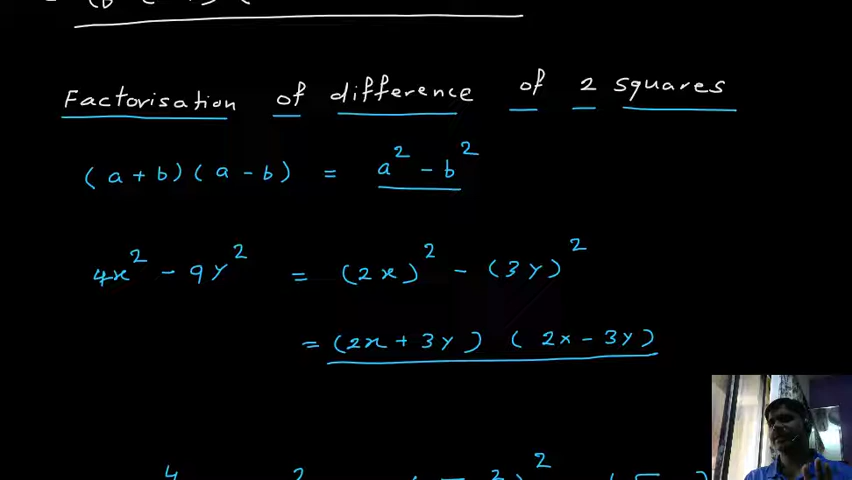 Factorisation of difference of 2 squares
(a + b)(a - b) = a² - b²
4x² - 9y² = (2x)² - (3y)²
= (2x + 3y) (2x - 3y)